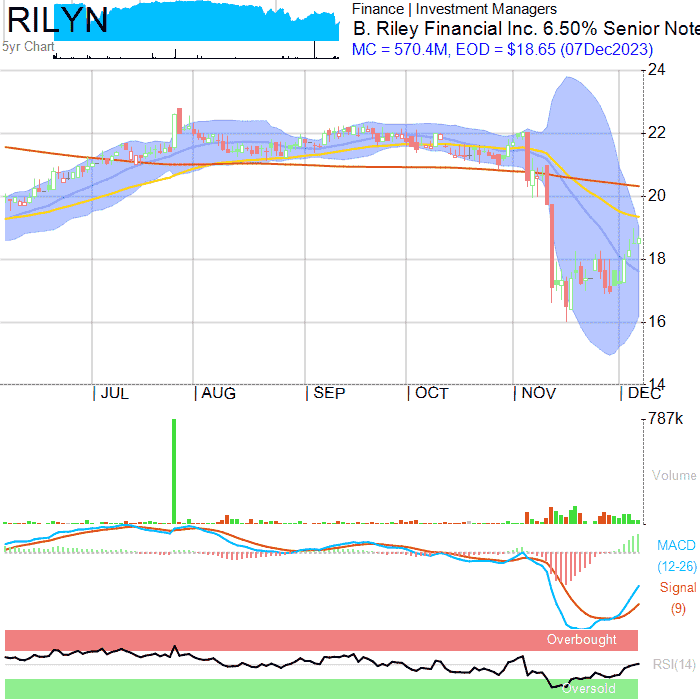 RILYN
5yr Chart
Finance | Investment Managers
B. Riley Financial Inc. 6.50% Senior Note
MC = 570.4M, EOD = $18.65 (07Dec2023)
24
22
20
18
16
14
JUL AUG SEP OCT NOV DEC
787k
Volume
MACD
(12-26)
Signal
(9)
Overbought
RSI(14)
Oversold